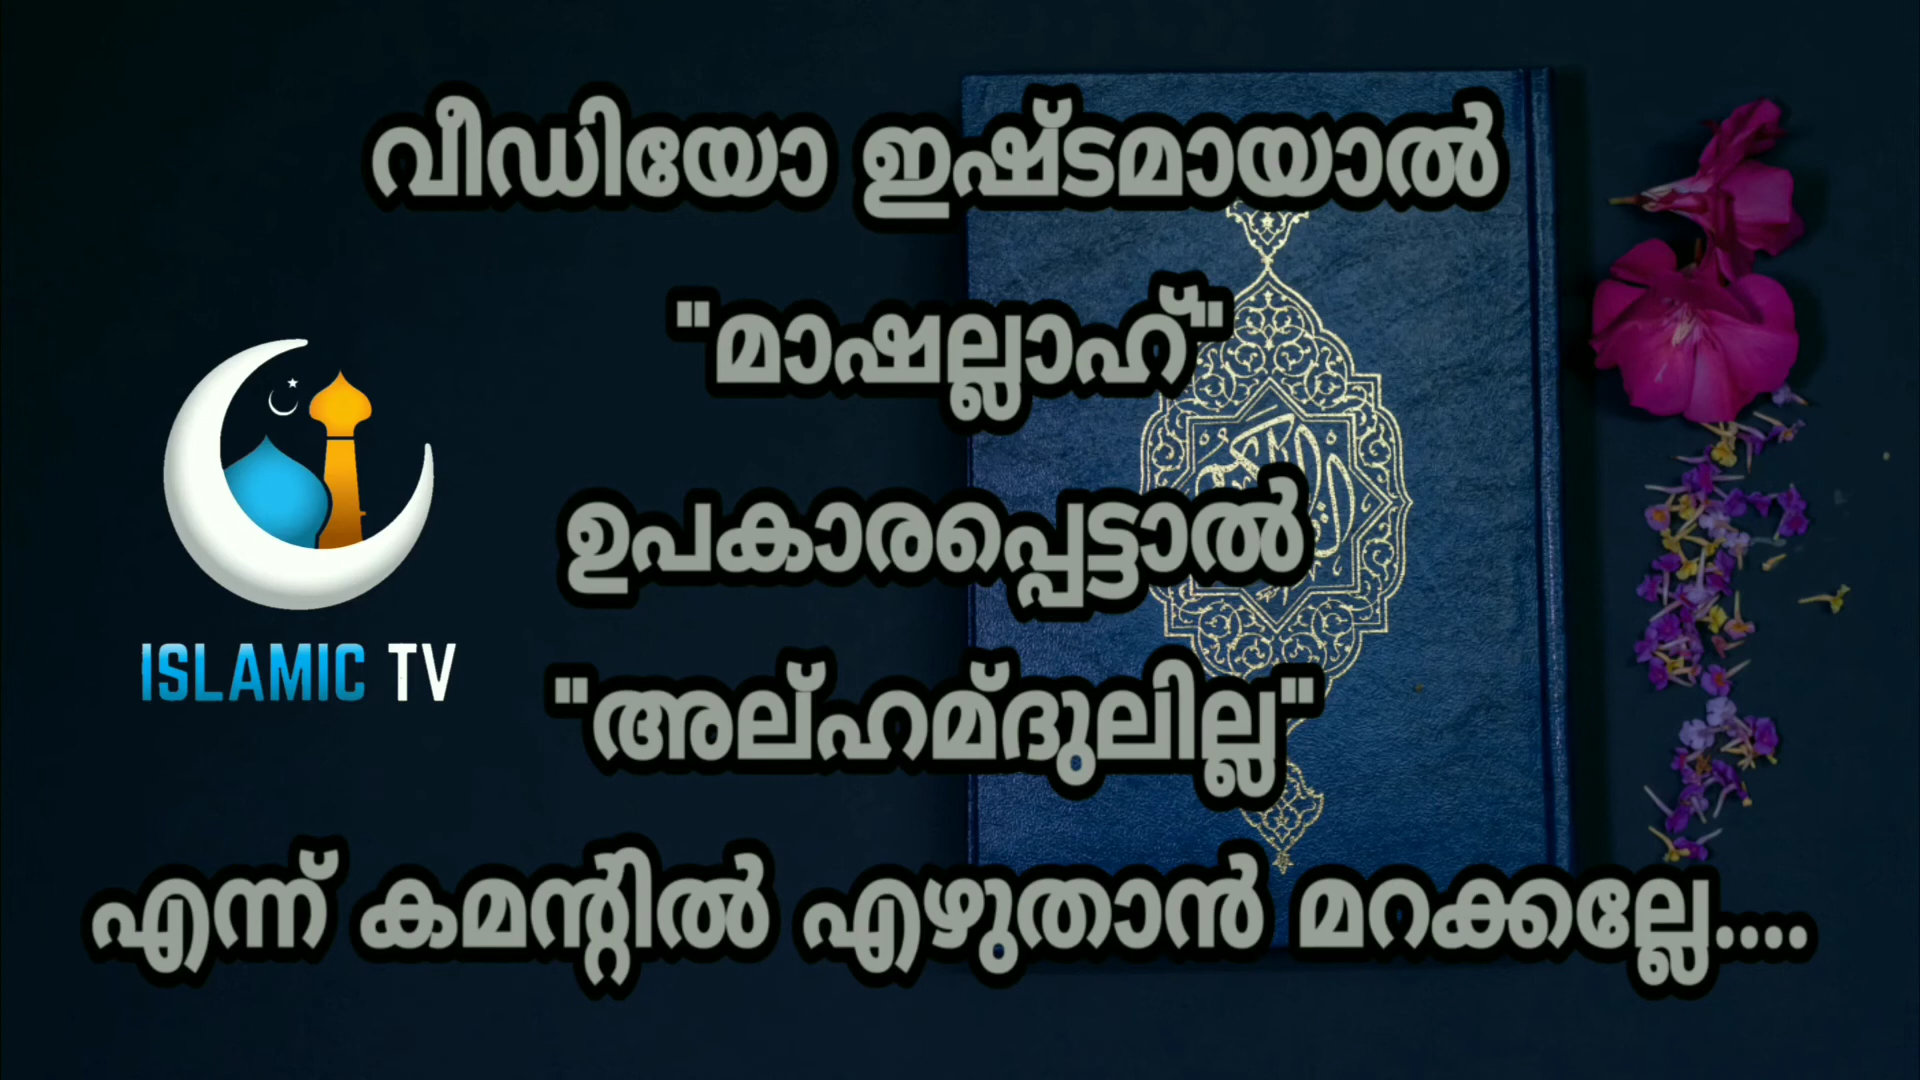 വീഡിയോ ഇഷ്ടമായാൽ
"മാഷല്ലാഹ്"
ഉപകാരപ്പെട്ടാൽ
"അല്ഹമ്ദുലില്ല"
എന്ന് കമന്റിൽ എഴുതാൻ മറക്കല്ലേ....
ISLAMIC TV